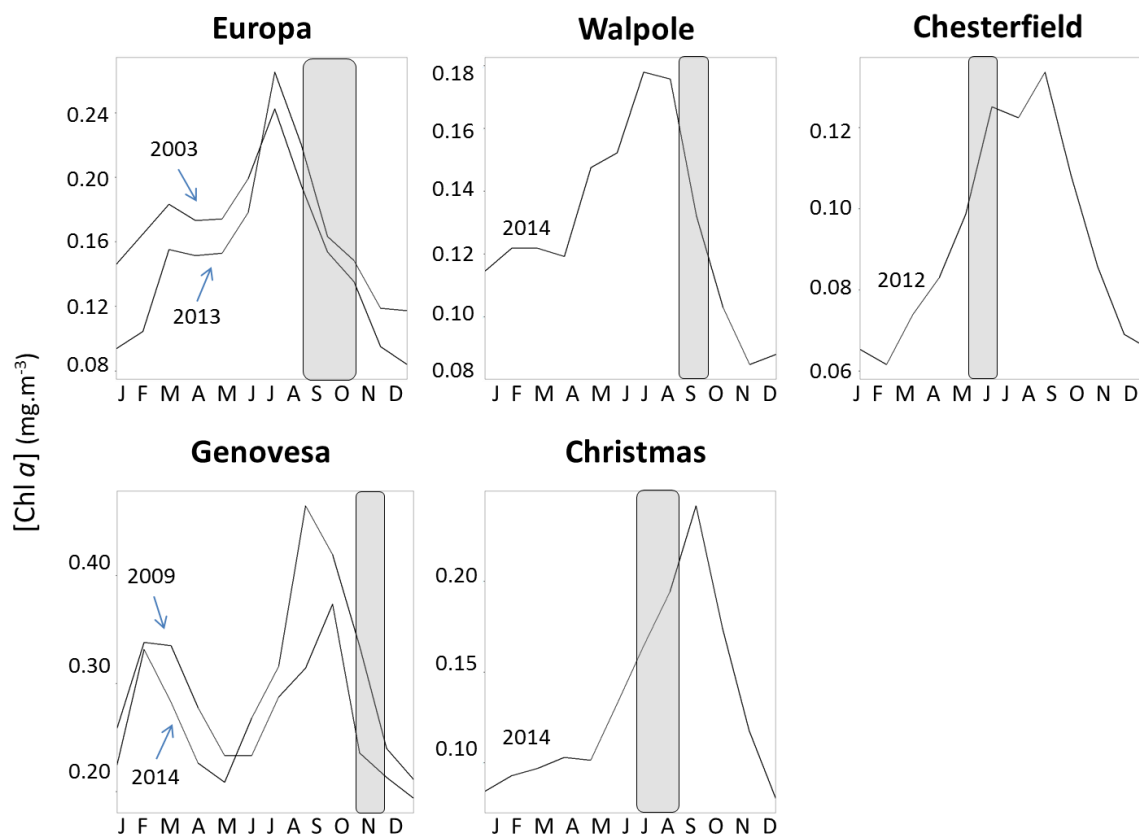 Europa
Walpole
Chesterfield
0.24
0.20
0.16
0.12
0.08
2003
2013
J F M A M J J A S O N D
0.18
0.16
0.14
0.12
0.10
0.08
2014
J F M A M J J A S O N D
0.12
0.10
0.08
0.06
2012
J F M A M J J A S O N D
[Chl a] (mg.m⁻³)
Genovesa
Christmas
0.40
0.30
0.20
2009
2014
J F M A M J J A S O N D
0.20
0.15
0.10
2014
J F M A M J J A S O N D